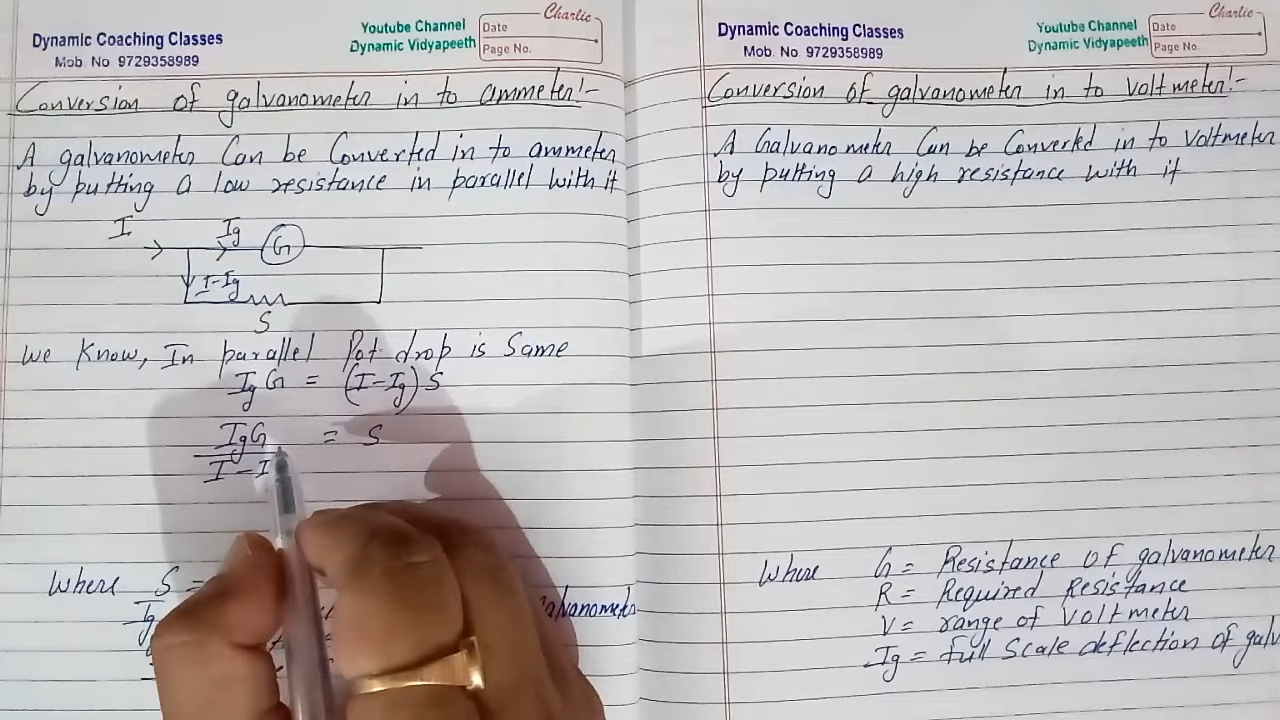 Dynamic Coaching Classes
Mob. No. 9729358989
Youtube Channel
Dynamic Vidyapeeth
Charlie
Date
Page No.
Conversion of galvanometer in to ammeter:-
A galvanometer Can be Converted in to ammeter
by putting a low resistance in parallel with it
I
Ig
G
I-Ig
S
We Know, In parallel Pot drop is Same
IgG = (I-Ig)S
IgG = S
I-I
Where S =
Ig
galvanometer
Dynamic Coaching Classes
Mob. No. 9729358989
Youtube Channel
Dynamic Vidyapeeth
Charlie
Date
Page No.
Conversion of galvanometer in to voltmeter:-
A Galvanometer Can be Converted in to Voltmeter
by putting a high resistance with it
Where G = Resistance of galvanometer
R = Required Resistance
V = range of Voltmeter
Ig = full Scale deflection of galv